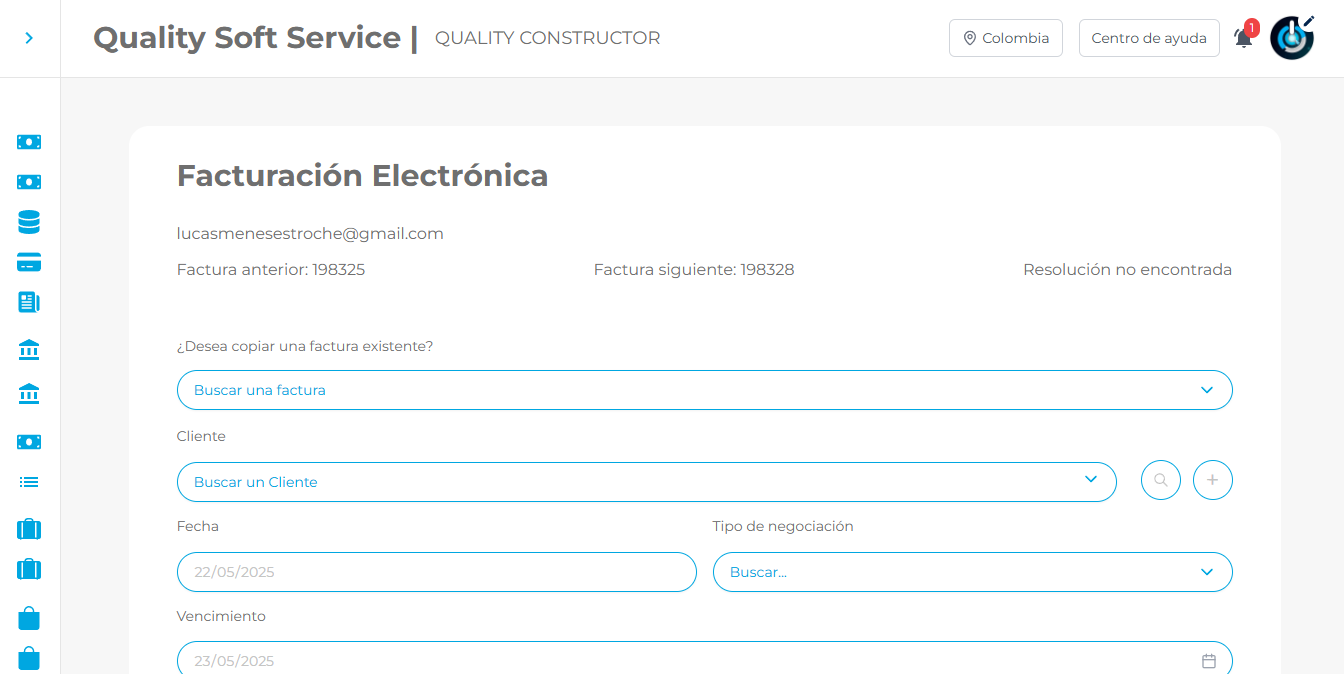 Quality Soft Service | QUALITY CONSTRUCTOR
Colombia
Centro de ayuda
1
Facturación Electrónica
lucasmenesestroche@gmail.com
Factura anterior: 198325
Factura siguiente: 198328
Resolución no encontrada
¿Desea copiar una factura existente?
Buscar una factura
Cliente
Buscar un Cliente
Fecha
Tipo de negociación
22/05/2025
Buscar...
Vencimiento
23/05/2025